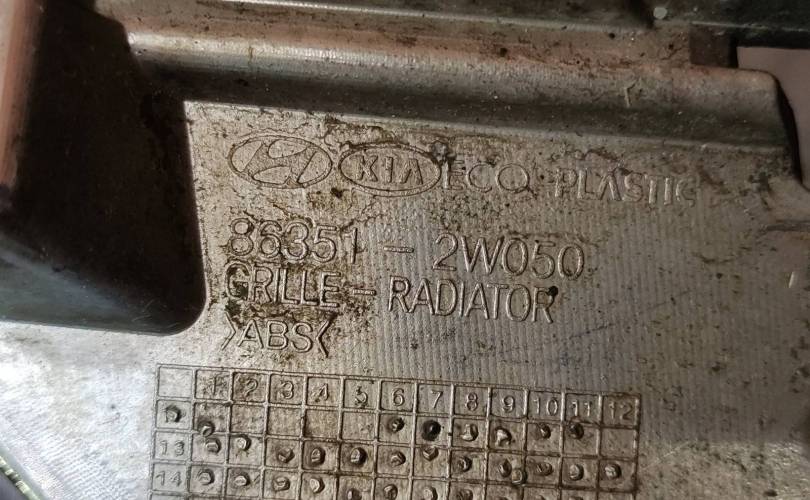 KIA ECO PLASTIC
86351 - 2W050
GRILLE - RADIATOR
>ABS<
1 2 3 4 5 6 7 8 9 10 11 12
13
14